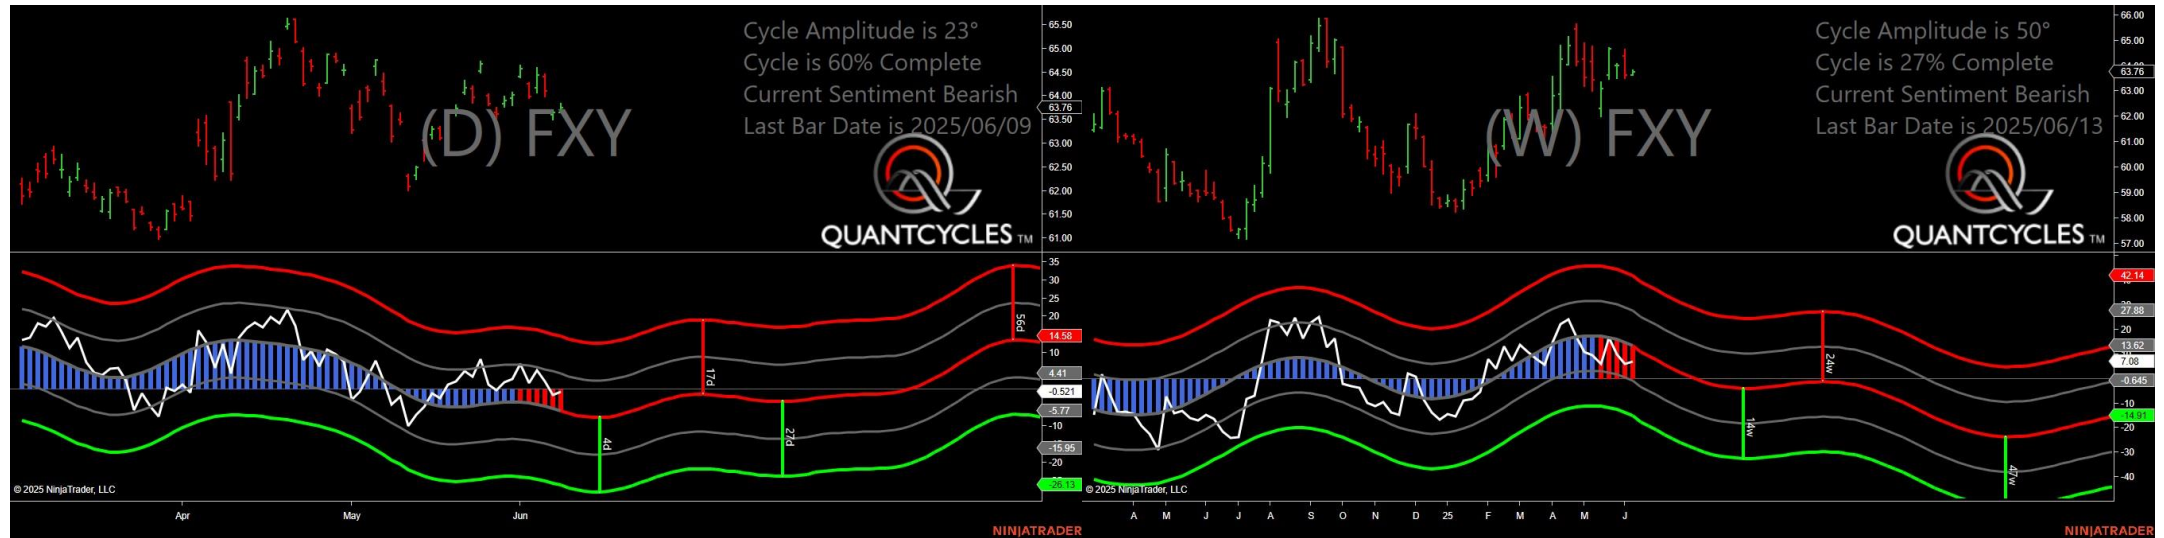 Cycle Amplitude is 23°
Cycle is 60% Complete
Current Sentiment Bearish
Last Bar Date is 2025/06/09
(D) FXY
QUANTCYCLES TM
65.50
65.00
64.50
64.00
63.76
63.50
63.00
62.50
62.00
61.50
61.00
35
30
25
20
14.58
10
4.41
-0.521
-5.77
-10
-15.95
-20
-26.13
4d
17d
27d
56d
© 2025 NinjaTrader, LLC
Apr
May
Jun
NINJATRADER
Cycle Amplitude is 50°
Cycle is 27% Complete
Current Sentiment Bearish
Last Bar Date is 2025/06/13
(W) FXY
QUANTCYCLES TM
66.00
65.00
63.76
63.00
62.00
61.00
60.00
59.00
58.00
57.00
42.14
27.88
20
13.62
7.08
-0.645
-10
-14.91
-20
-30
-40
14w
24w
47w
© 2025 NinjaTrader, LLC
A
M
J
J
A
S
O
N
D
25
F
M
A
M
J
NINJATRADER